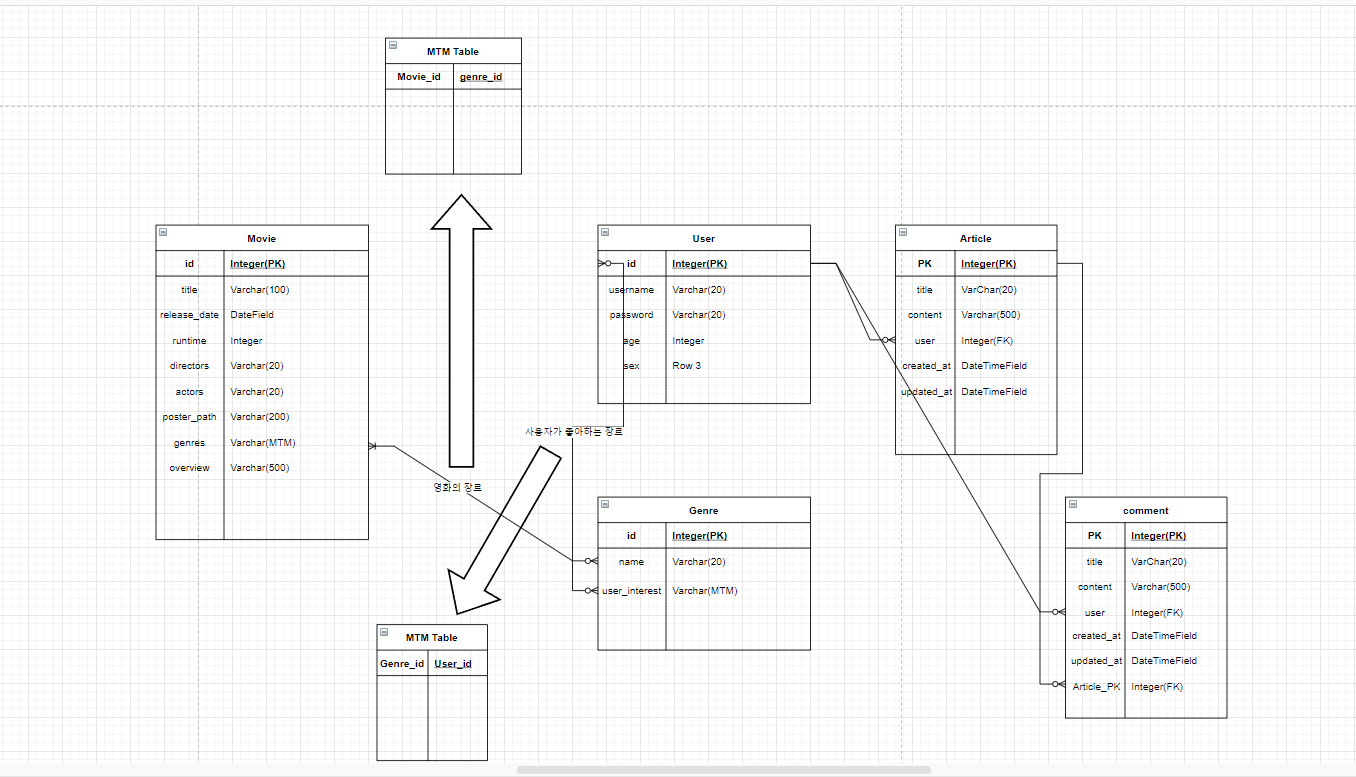 MTM Table
Movie_id genre_id
Movie
id Integer(PK)
title Varchar(100)
release_date DateField
runtime Integer
directors Varchar(20)
actors Varchar(20)
poster_path Varchar(200)
genres Varchar(MTM)
overview Varchar(500)
User
id Integer(PK)
username Varchar(20)
password Varchar(20)
age Integer
sex Row 3
Article
PK Integer(PK)
title VarChar(20)
content Varchar(500)
user Integer(FK)
created_at DateTimeField
updated_at DateTimeField
사용자가 좋아하는 장르
영화의 장르
Genre
id Integer(PK)
name Varchar(20)
user_interest Varchar(MTM)
comment
PK Integer(PK)
title VarChar(20)
content Varchar(500)
user Integer(FK)
created_at DateTimeField
updated_at DateTimeField
Article_PK Integer(FK)
MTM Table
Genre_id User_id